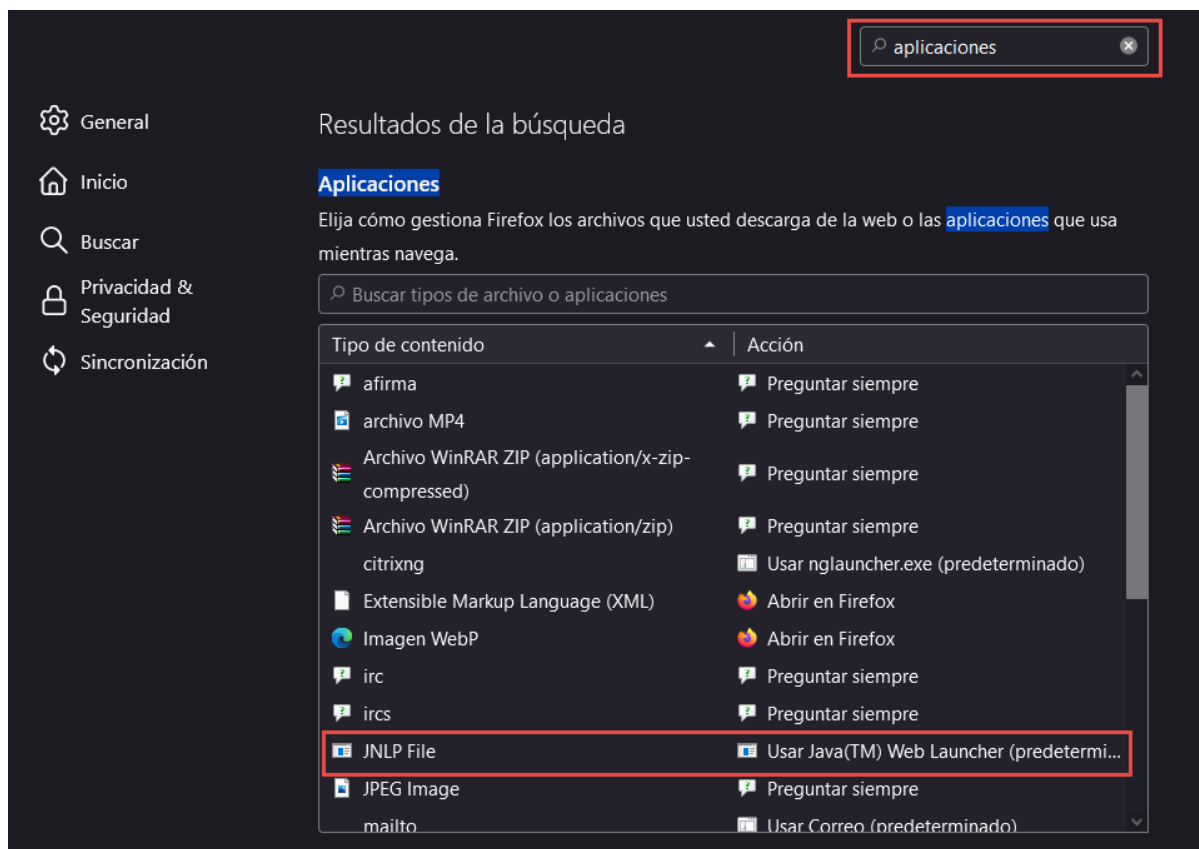 aplicaciones
General
Inicio
Buscar
Privacidad &
Seguridad
Sincronización
Resultados de la búsqueda
Aplicaciones
Elija cómo gestiona Firefox los archivos que usted descarga de la web o las aplicaciones que usa
mientras navega.
Buscar tipos de archivo o aplicaciones
Tipo de contenido Acción
afirma Preguntar siempre
archivo MP4 Preguntar siempre
Archivo WinRAR ZIP (application/x-zip-
compressed) Preguntar siempre
Archivo WinRAR ZIP (application/zip) Preguntar siempre
citrixng Usar nglauncher.exe (predeterminado)
Extensible Markup Language (XML) Abrir en Firefox
Imagen WebP Abrir en Firefox
irc Preguntar siempre
ircs Preguntar siempre
JNLP File Usar Java(TM) Web Launcher (predetermi...
JPEG Image Preguntar siempre
mailto Usar Correo (predeterminado)